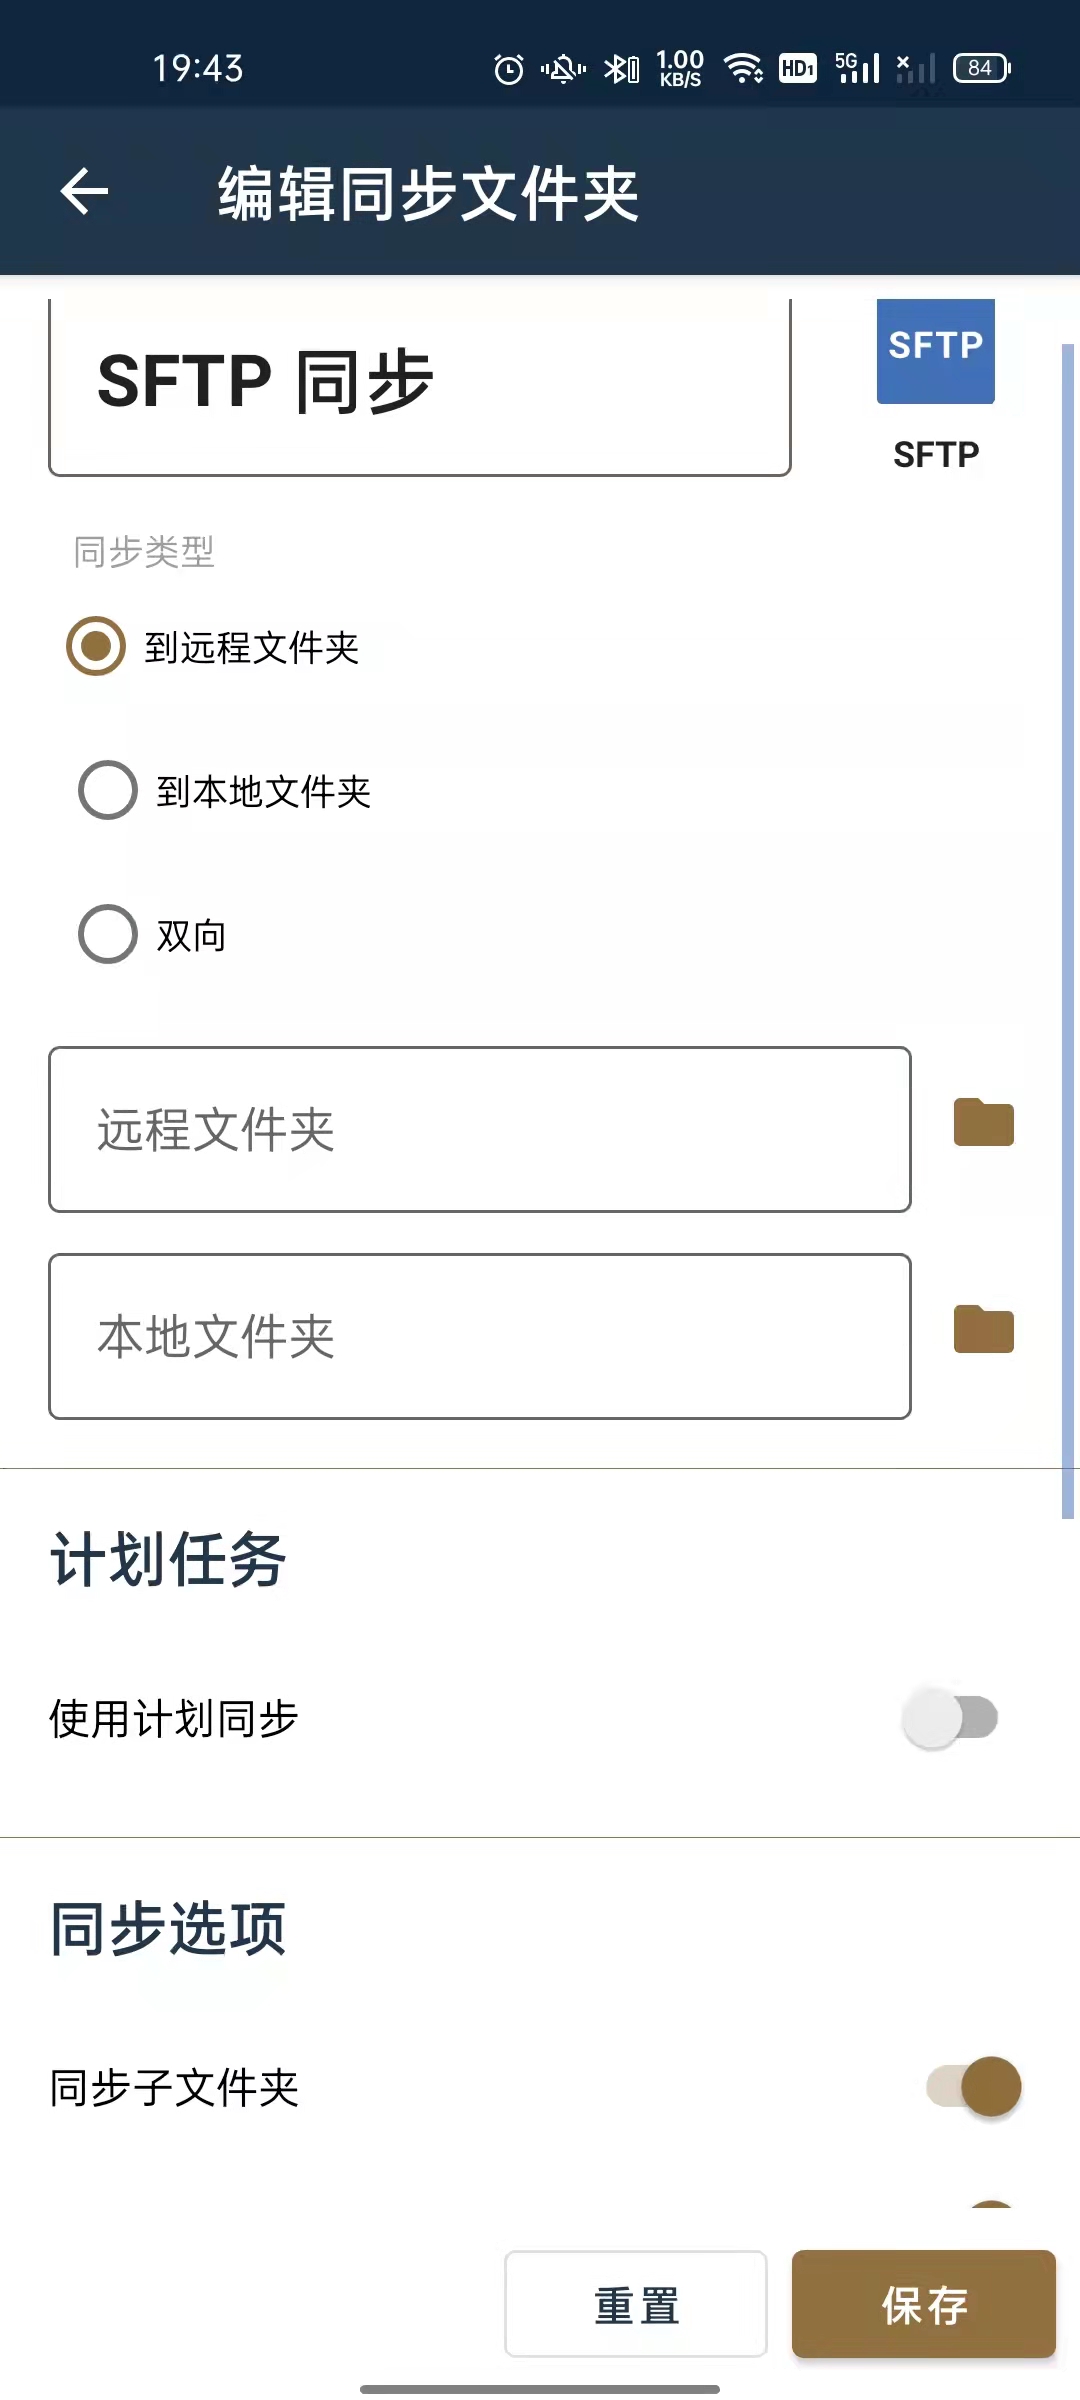 19:43
1.00
KB/S
HD1
5G
84
编辑同步文件夹
SFTP 同步
SFTP
SFTP
同步类型
到远程文件夹
到本地文件夹
双向
远程文件夹
本地文件夹
计划任务
使用计划同步
同步选项
同步子文件夹
重置
保存